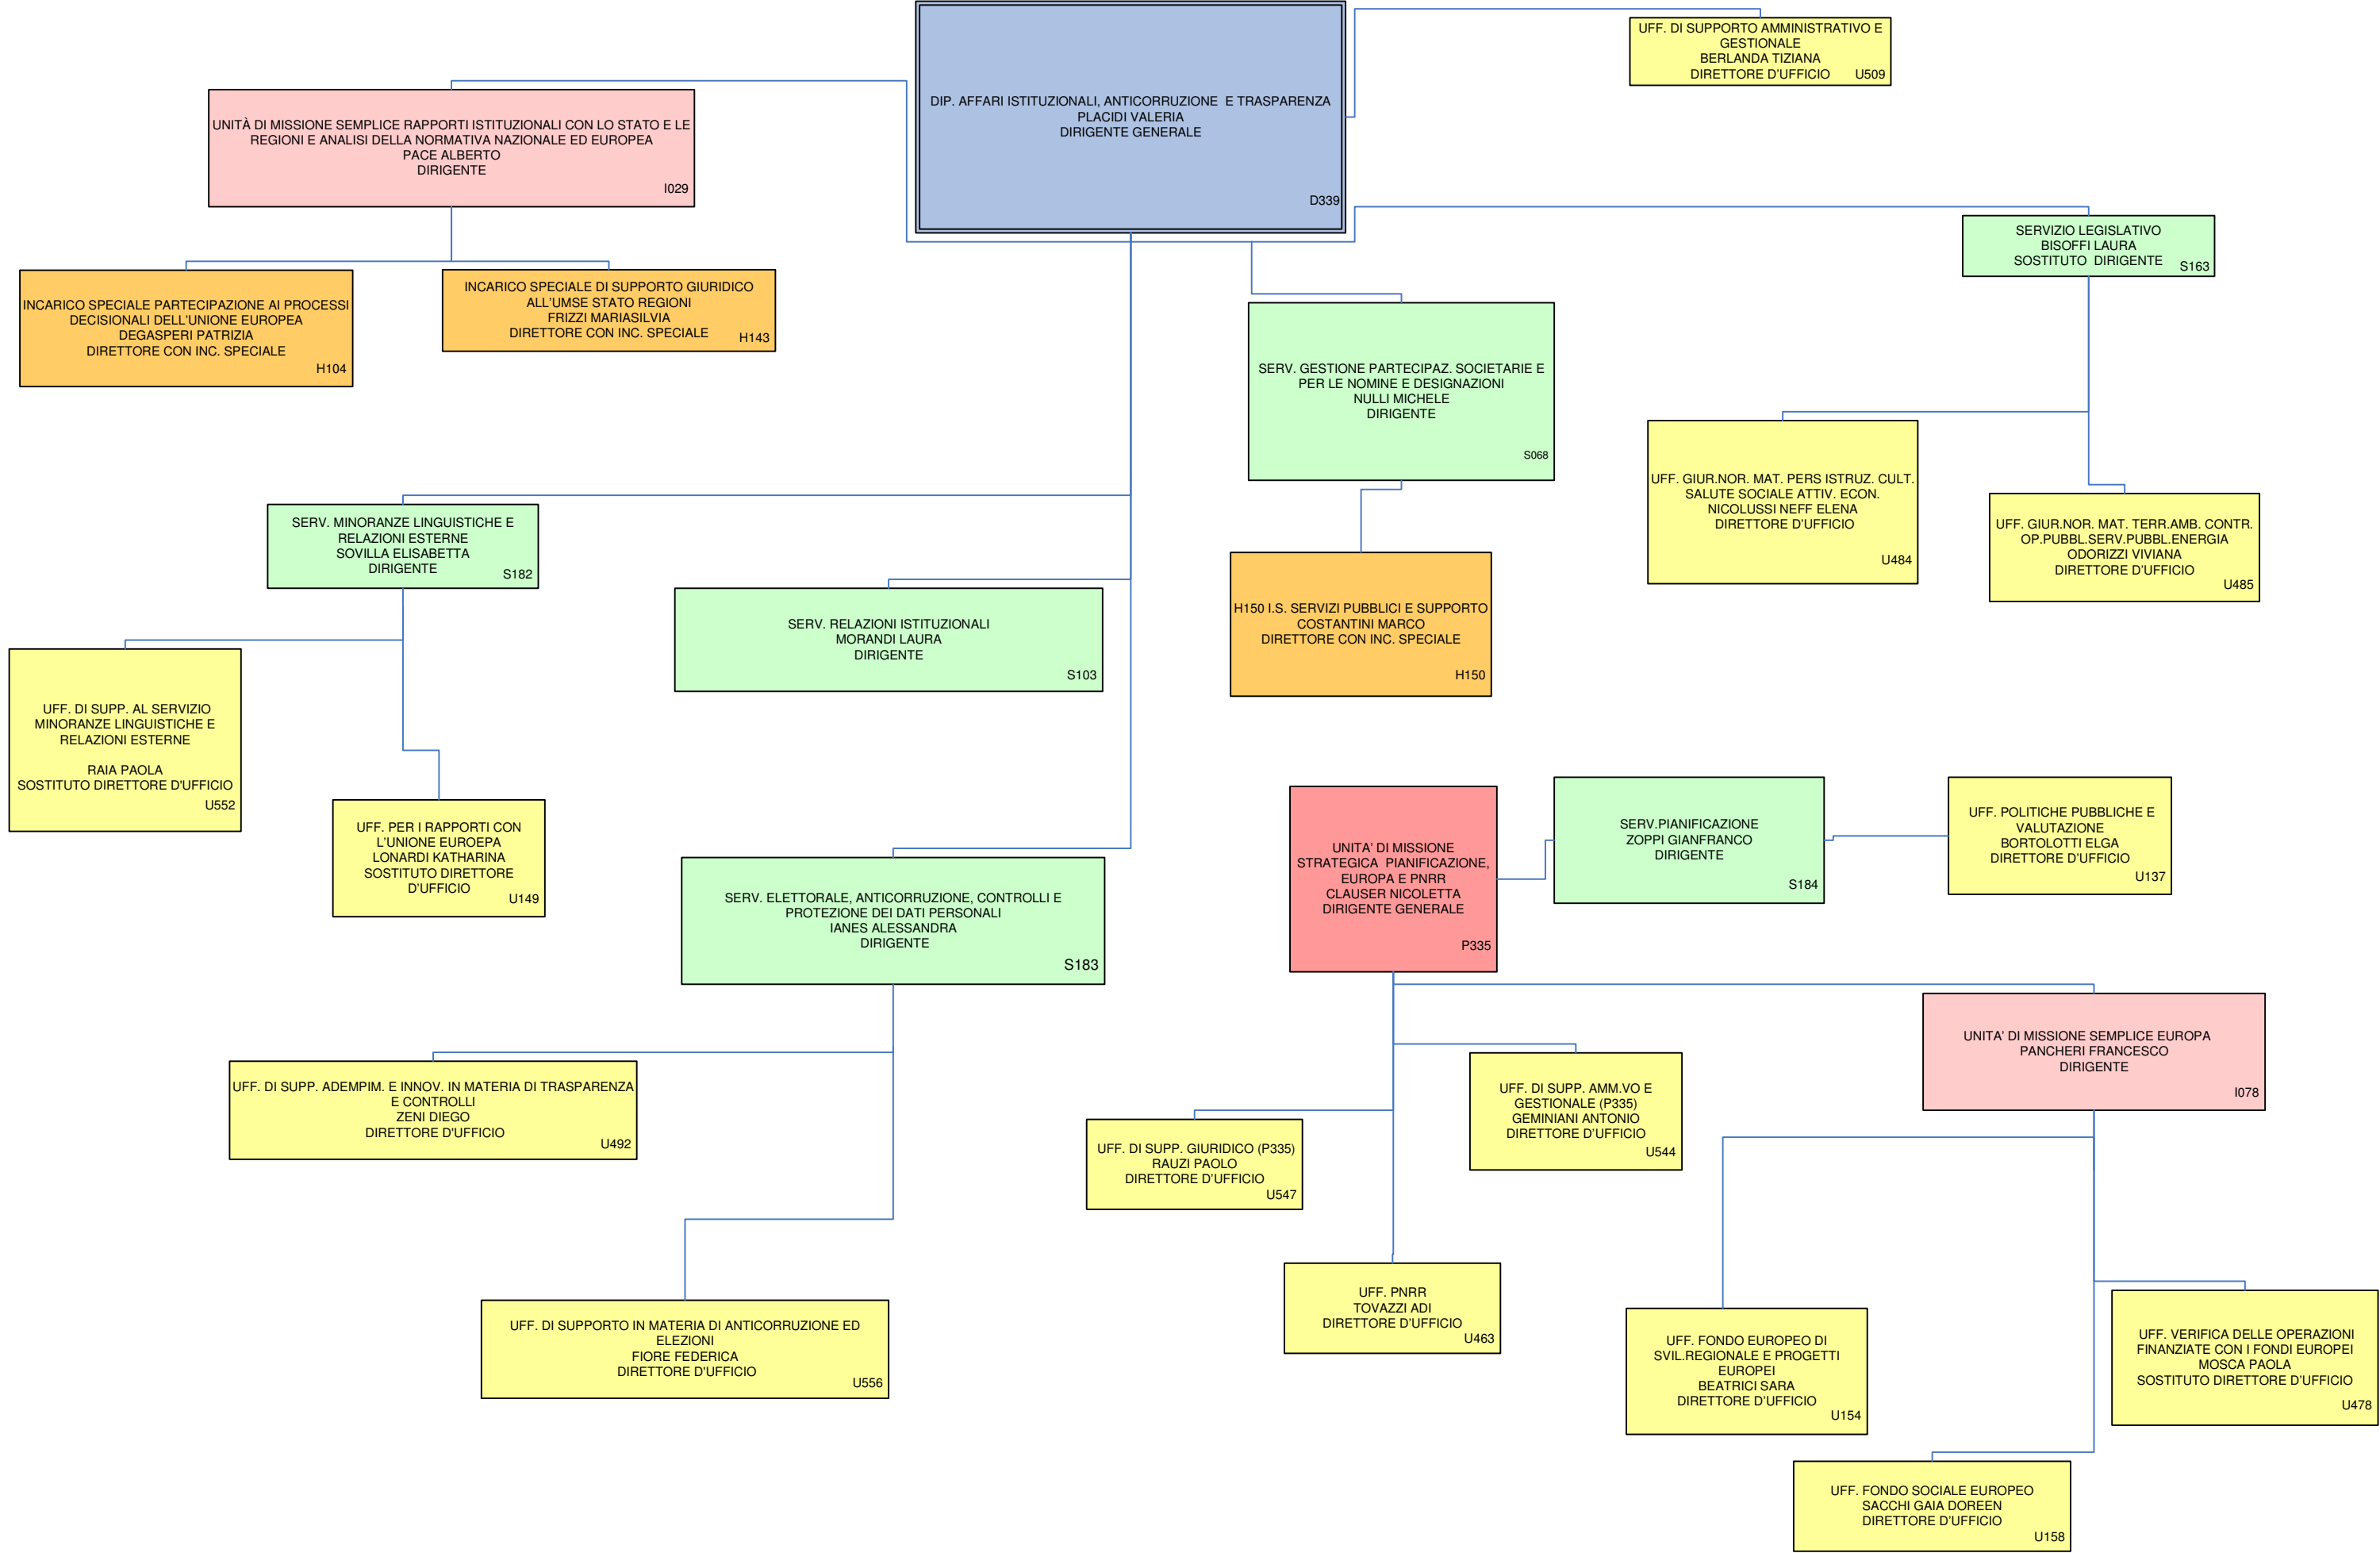 DIP. AFFARI ISTITUZIONALI, ANTICORRUZIONE  E TRASPARENZA
PLACIDI VALERIA
DIRIGENTE GENERALE
D339
UFF. DI SUPPORTO AMMINISTRATIVO E
GESTIONALE
BERLANDA TIZIANA
DIRETTORE D'UFFICIO
U509
UNITÀ DI MISSIONE SEMPLICE RAPPORTI ISTITUZIONALI CON LO STATO E LE
REGIONI E ANALISI DELLA NORMATIVA NAZIONALE ED EUROPEA
PACE ALBERTO
DIRIGENTE
I029
INCARICO SPECIALE PARTECIPAZIONE AI PROCESSI
DECISIONALI DELL'UNIONE EUROPEA
DEGASPERI PATRIZIA
DIRETTORE CON INC. SPECIALE
H104
INCARICO SPECIALE DI SUPPORTO GIURIDICO
ALL'UMSE STATO REGIONI
FRIZZI MARIASILVIA
DIRETTORE CON INC. SPECIALE
H143
SERVIZIO LEGISLATIVO
BISOFFI LAURA
SOSTITUTO  DIRIGENTE
S163
SERV. GESTIONE PARTECIPAZ. SOCIETARIE E
PER LE NOMINE E DESIGNAZIONI
NULLI MICHELE
DIRIGENTE
S068
UFF. GIUR.NOR. MAT. PERS ISTRUZ. CULT.
SALUTE SOCIALE ATTIV. ECON.
NICOLUSSI NEFF ELENA
DIRETTORE D'UFFICIO
U484
UFF. GIUR.NOR. MAT. TERR.AMB. CONTR.
OP.PUBBL.SERV.PUBBL.ENERGIA
ODORIZZI VIVIANA
DIRETTORE D'UFFICIO
U485
SERV. MINORANZE LINGUISTICHE E
RELAZIONI ESTERNE
SOVILLA ELISABETTA
DIRIGENTE
S182
SERV. RELAZIONI ISTITUZIONALI
MORANDI LAURA
DIRIGENTE
S103
H150 I.S. SERVIZI PUBBLICI E SUPPORTO
COSTANTINI MARCO
DIRETTORE CON INC. SPECIALE
H150
UFF. DI SUPP. AL SERVIZIO
MINORANZE LINGUISTICHE E
RELAZIONI ESTERNE
RAIA PAOLA
SOSTITUTO DIRETTORE D'UFFICIO
U552
UFF. PER I RAPPORTI CON
L'UNIONE EUROEPA
LONARDI KATHARINA
SOSTITUTO DIRETTORE
D'UFFICIO
U149
SERV. ELETTORALE, ANTICORRUZIONE, CONTROLLI E
PROTEZIONE DEI DATI PERSONALI
IANES ALESSANDRA
DIRIGENTE
S183
UNITA' DI MISSIONE
STRATEGICA  PIANIFICAZIONE,
EUROPA E PNRR
CLAUSER NICOLETTA
DIRIGENTE GENERALE
P335
SERV.PIANIFICAZIONE
ZOPPI GIANFRANCO
DIRIGENTE
S184
UFF. POLITICHE PUBBLICHE E
VALUTAZIONE
BORTOLOTTI ELGA
DIRETTORE D'UFFICIO
U137
UNITA' DI MISSIONE SEMPLICE EUROPA
PANCHERI FRANCESCO
DIRIGENTE
I078
UFF. DI SUPP. ADEMPIM. E INNOV. IN MATERIA DI TRASPARENZA
E CONTROLLI
ZENI DIEGO
DIRETTORE D'UFFICIO
U492
UFF. DI SUPP. AMM.VO E
GESTIONALE (P335)
GEMINIANI ANTONIO
DIRETTORE D'UFFICIO
U544
UFF. DI SUPP. GIURIDICO (P335)
RAUZI PAOLO
DIRETTORE D'UFFICIO
U547
UFF. PNRR
TOVAZZI ADI
DIRETTORE D'UFFICIO
U463
UFF. DI SUPPORTO IN MATERIA DI ANTICORRUZIONE ED
ELEZIONI
FIORE FEDERICA
DIRETTORE D'UFFICIO
U556
UFF. FONDO EUROPEO DI
SVIL.REGIONALE E PROGETTI
EUROPEI
BEATRICI SARA
DIRETTORE D'UFFICIO
U154
UFF. VERIFICA DELLE OPERAZIONI
FINANZIATE CON I FONDI EUROPEI
MOSCA PAOLA
SOSTITUTO DIRETTORE D'UFFICIO
U478
UFF. FONDO SOCIALE EUROPEO
SACCHI GAIA DOREEN
DIRETTORE D'UFFICIO
U158